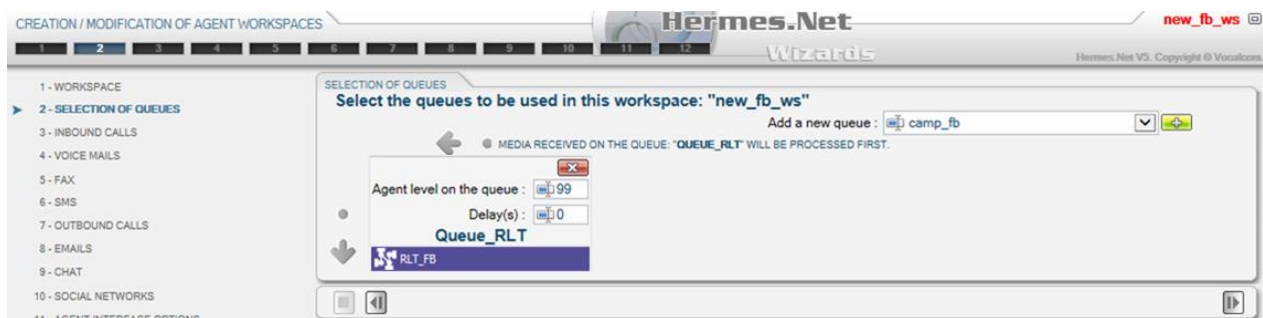 CREATION / MODIFICATION OF AGENT WORKSPACES
Hermes.Net
new_fb_ws
1 2 3 4 5 6 7 8 9 10 11 12
Wizards
Hermes.Net V5. Copyright © Vocalcom.
1 - WORKSPACE
2 - SELECTION OF QUEUES
3 - INBOUND CALLS
4 - VOICE MAILS
5 - FAX
6 - SMS
7 - OUTBOUND CALLS
8 - EMAILS
9 - CHAT
10 - SOCIAL NETWORKS
11 - AGENT INTERFACE OPTIONS
SELECTION OF QUEUES
Select the queues to be used in this workspace: "new_fb_ws"
Add a new queue : camp_fb
MEDIA RECEIVED ON THE QUEUE: "QUEUE_RLT" WILL BE PROCESSED FIRST.
Agent level on the queue : 99
Delay(s) : 0
Queue_RLT
RLT_FB